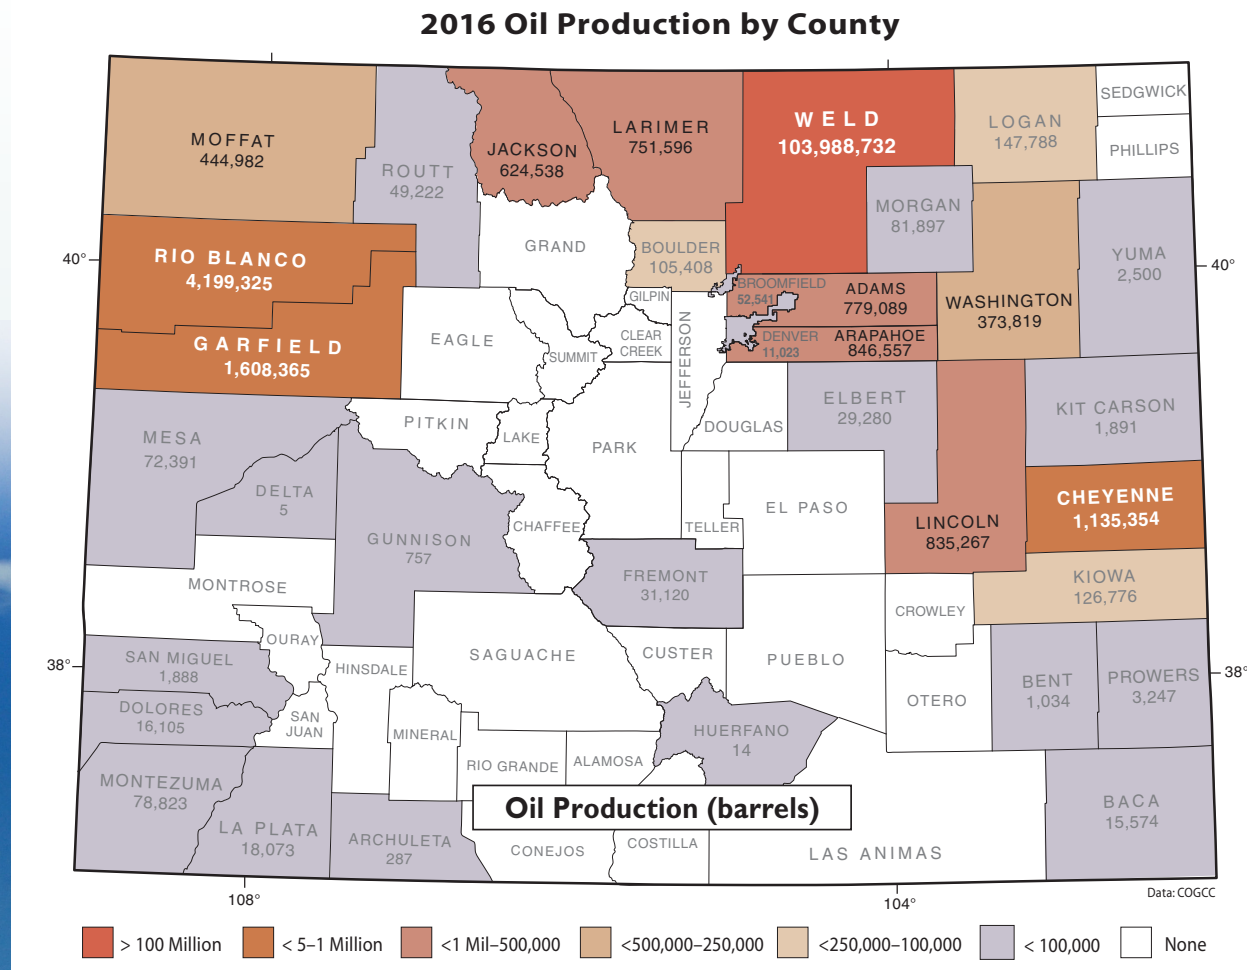 2016 Oil Production by County
SEDGWICK
WELD
103,988,732
LOGAN
147,788
MOFFAT
444,982
LARIMER
751,596
PHILLIPS
JACKSON
624,538
ROUTT
49,222
MORGAN
81,897
GRAND
BOULDER
105,408
YUMA
2,500
40°
40°
RIO BLANCO
4,199,325
BROOMFIELD
52,541
ADAMS
779,089
GILPIN
WASHINGTON
373,819
GARFIELD
1,608,365
EAGLE
CLEAR
CREEK
SUMMIT
JEFFERSON
DENVER
11,023
ARAPAHOE
846,557
ELBERT
29,280
KIT CARSON
1,891
PITKIN
LAKE
DOUGLAS
MESA
72,391
PARK
DELTA
5
CHEYENNE
1,135,354
EL PASO
CHAFFEE
TELLER
LINCOLN
835,267
GUNNISON
757
MONTROSE
FREMONT
31,120
KIOWA
126,776
CROWLEY
OURAY
38°
38°
SAN MIGUEL
1,888
HINSDALE
SAGUACHE
CUSTER
PUEBLO
BENT
1,034
PROWERS
3,247
OTERO
DOLORES
16,105
SAN
JUAN
MINERAL
HUERFANO
14
RIO GRANDE
ALAMOSA
MONTEZUMA
78,823
Oil Production (barrels)
BACA
15,574
LA PLATA
18,073
ARCHULETA
287
CONEJOS
COSTILLA
LAS ANIMAS
Data: COGCC
108°
104°
> 100 Million
< 5–1 Million
<1 Mil–500,000
<500,000–250,000
<250,000–100,000
< 100,000
None